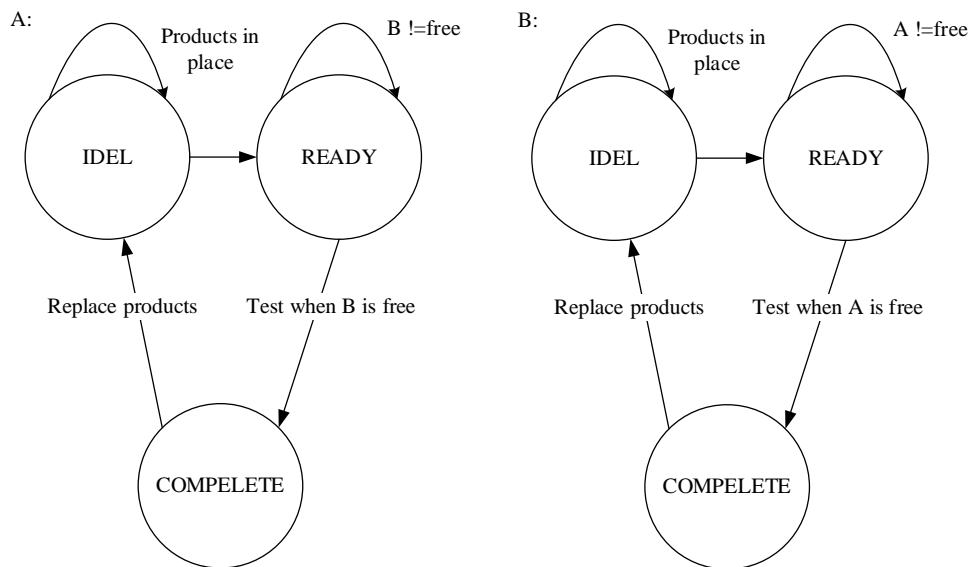 A:
Products in
place
B !=free
IDEL
READY
Replace products
Test when B is free
COMPELETE
B:
Products in
place
A !=free
IDEL
READY
Replace products
Test when A is free
COMPELETE